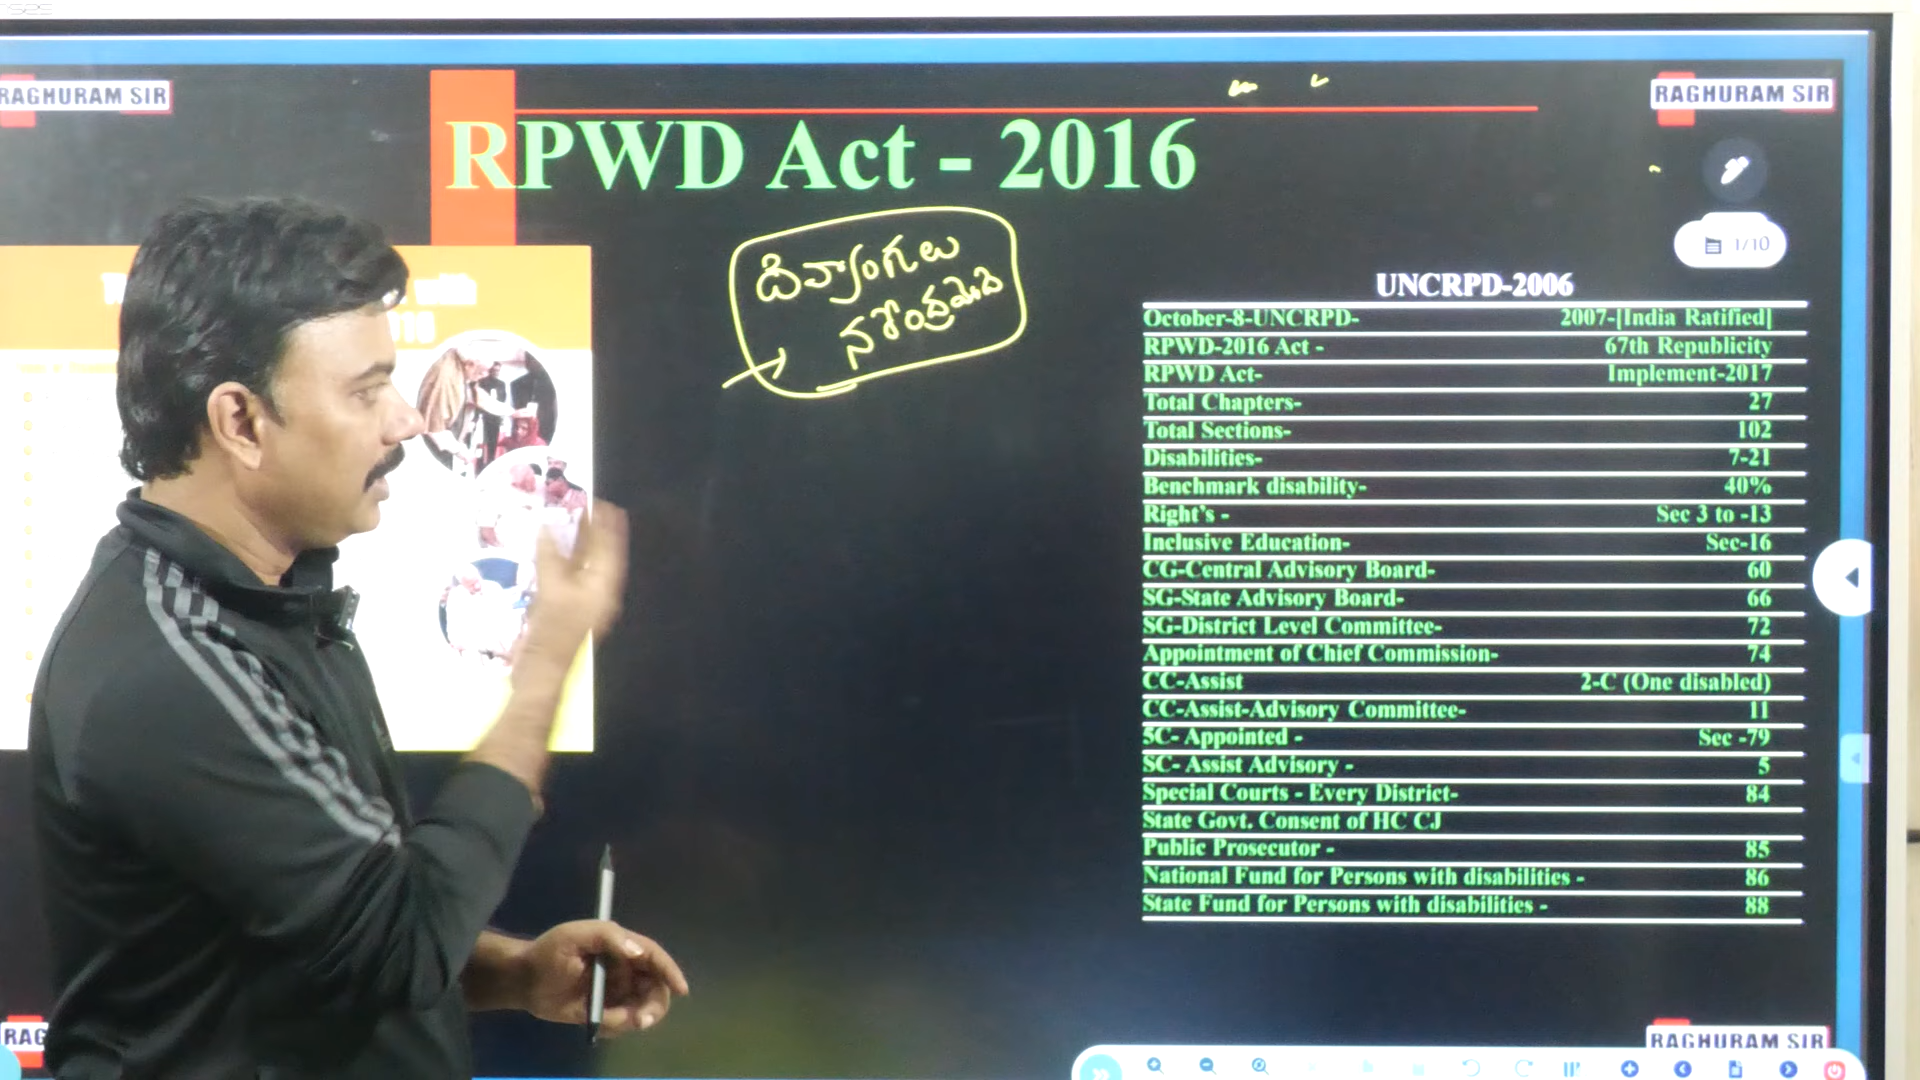 RAGHURAM SIR
RAGHURAM SIR
RPWD Act - 2016
దివ్యాంగులు
నరేంద్రమోది
with
1/10
UNCRPD-2006
October-8-UNCRPD- 2007-[India Ratified]
RPWD-2016 Act - 67th Republicity
RPWD Act- Implement-2017
Total Chapters- 27
Total Sections- 102
Disabilities- 7-21
Benchmark disability- 40%
Right's - Sec 3 to -13
Inclusive Education- Sec-16
CG-Central Advisory Board- 60
SG-State Advisory Board- 66
SG-District Level Committee- 72
Appointment of Chief Commission- 74
CC-Assist 2-C (One disabled)
CC-Assist-Advisory Committee- 11
5C- Appointed - Sec -79
SC- Assist Advisory - 5
Special Courts - Every District- 84
State Govt. Consent of HC CJ
Public Prosecutor - 85
National Fund for Persons with disabilities - 86
State Fund for Persons with disabilities - 88
RAG
RAGHURAM SIR